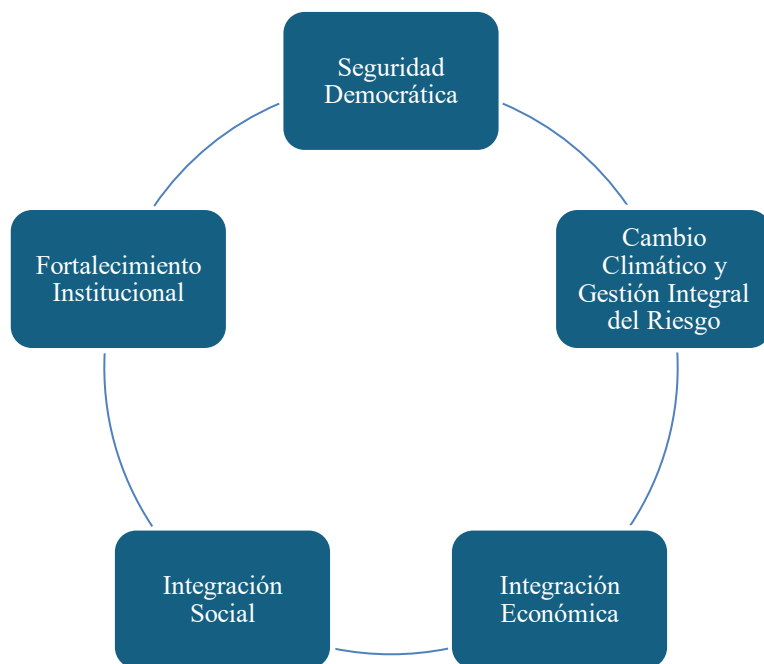 Seguridad
Democrática
Cambio
Climático y
Gestión Integral
del Riesgo
Integración
Económica
Integración
Social
Fortalecimiento
Institucional